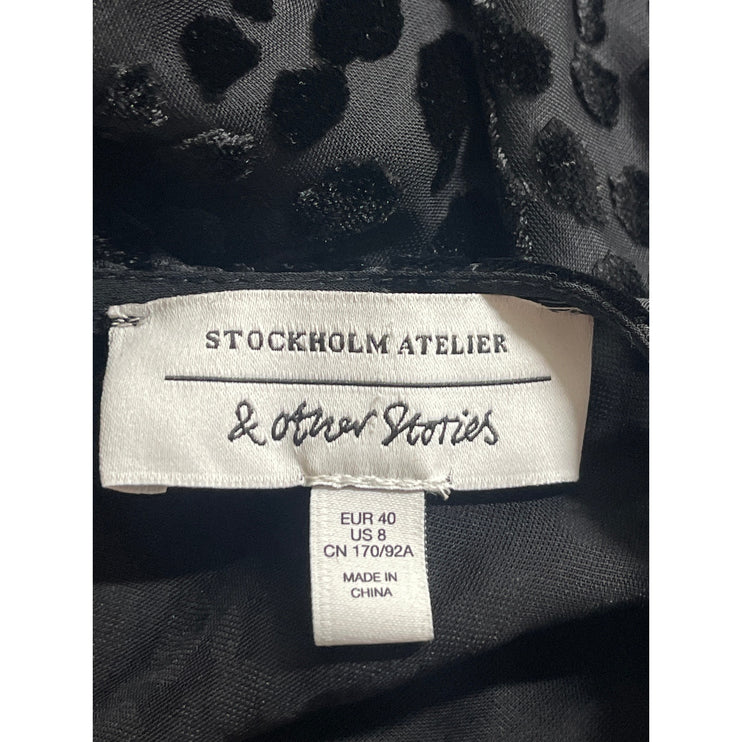 STOCKHOLM ATELIER
& other Stories
EUR 40
US 8
CN 170/92A
MADE IN
CHINA